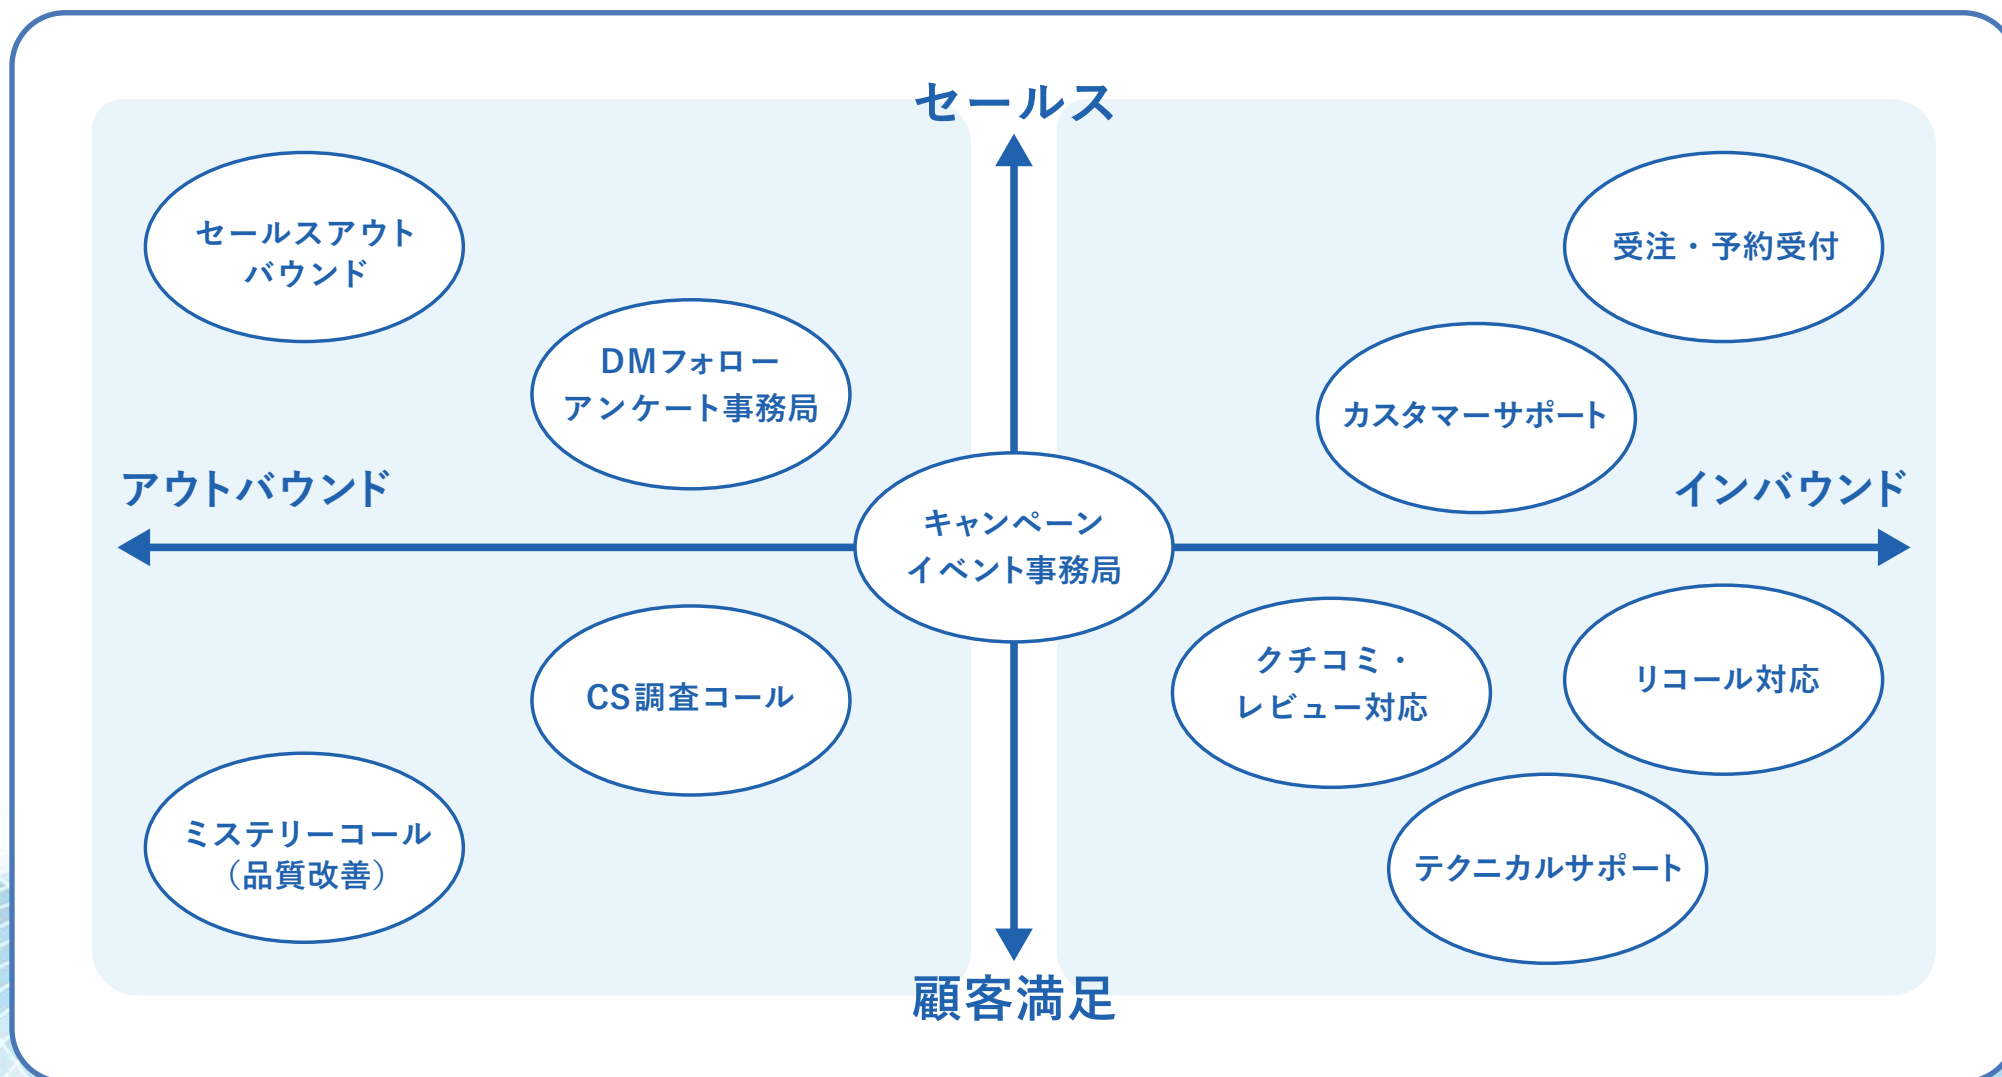 セールス
セールスアウト
バウンド
受注・予約受付
DMフォロー
アンケート事務局
カスタマーサポート
アウトバウンド
インバウンド
キャンペーン
イベント事務局
クチコミ・
レビュー対応
リコール対応
CS調査コール
ミステリーコール
（品質改善）
テクニカルサポート
顧客満足